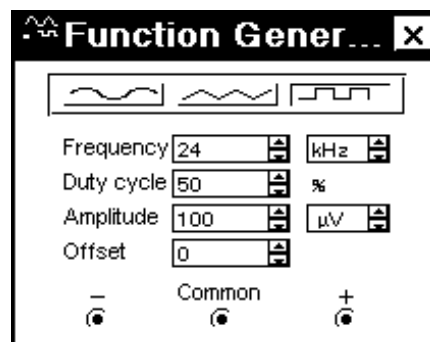 Function Gener...
Frequency 24 kHz
Duty cycle 50 %
Amplitude 100 µV
Offset 0
− Common +